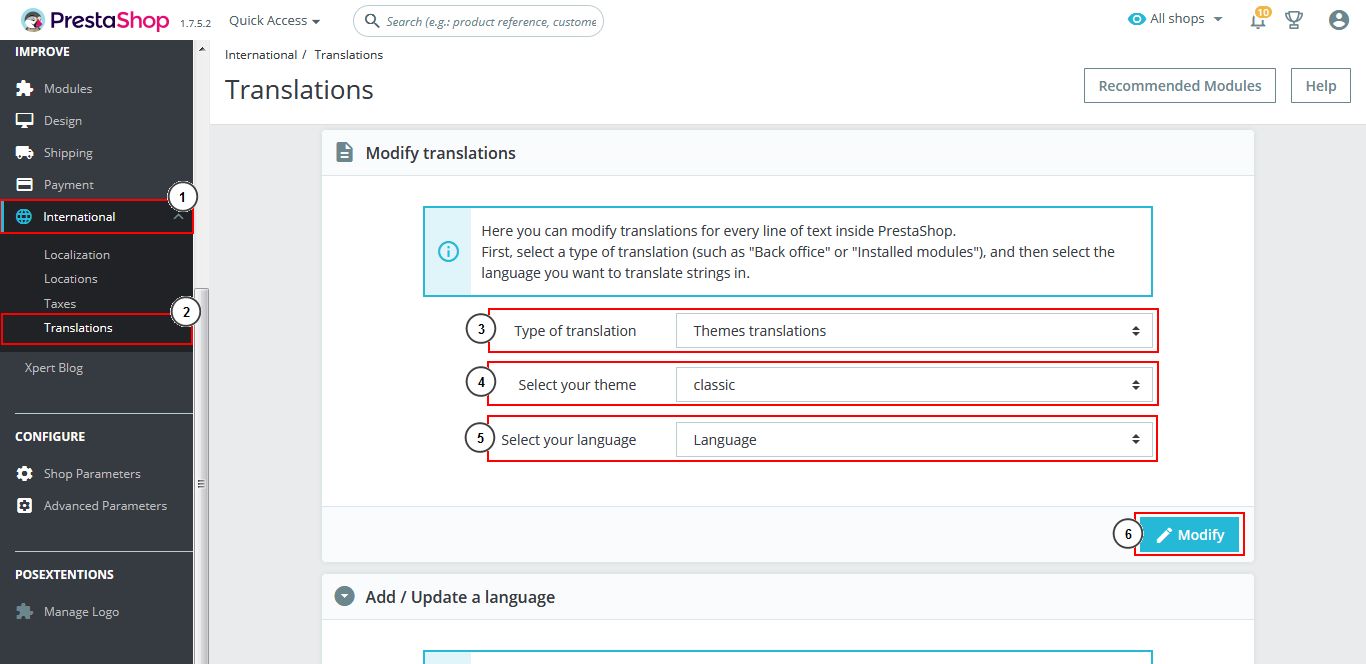 PrestaShop 1.7.5.2 Quick Access Search (e.g.: product reference, custome All shops 10
IMPROVE
Modules
Design
Shipping
Payment
1
International
Localization
Locations
Taxes
2
Translations
Xpert Blog
CONFIGURE
Shop Parameters
Advanced Parameters
POSEXTENTIONS
Manage Logo
International / Translations
Translations
Recommended Modules Help
Modify translations
Here you can modify translations for every line of text inside PrestaShop.
First, select a type of translation (such as "Back office" or "Installed modules"), and then select the
language you want to translate strings in.
3 Type of translation Themes translations
4 Select your theme classic
5 Select your language Language
6 Modify
Add / Update a language